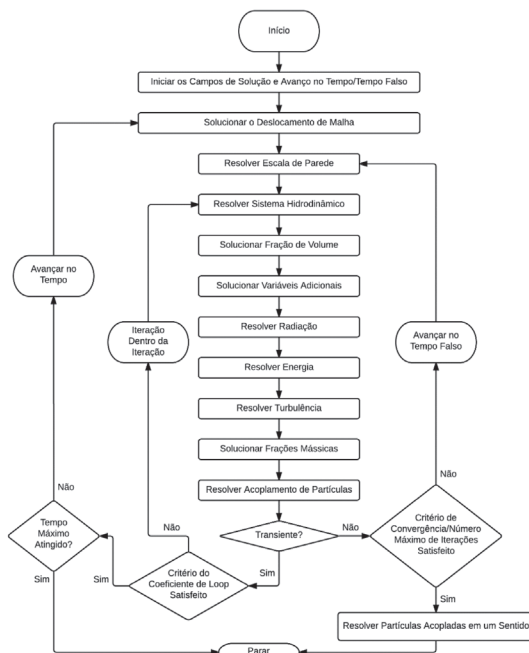 Início
Iniciar os Campos de Solução e Avanço no Tempo/Tempo Falso
Solucionar o Deslocamento de Malha
Resolver Escala de Parede
Resolver Sistema Hidrodinâmico
Solucionar Fração de Volume
Avançar no
Tempo
Solucionar Variáveis Adicionais
Iteração
Dentro da
Iteração
Resolver Radiação
Avançar no
Tempo Falso
Resolver Energia
Resolver Turbulência
Solucionar Frações Mássicas
Resolver Acoplamento de Partículas
Não
Não
Tempo
Máximo
Atingido?
Não
Transiente?
Não
Critério de
Convergência/Número
Máximo de Iterações
Satisfeito
Sim
Sim
Critério do
Coeficiente de Loop
Satisfeito
Sim
Sim
Resolver Partículas Acopladas em um Sentido
Parar